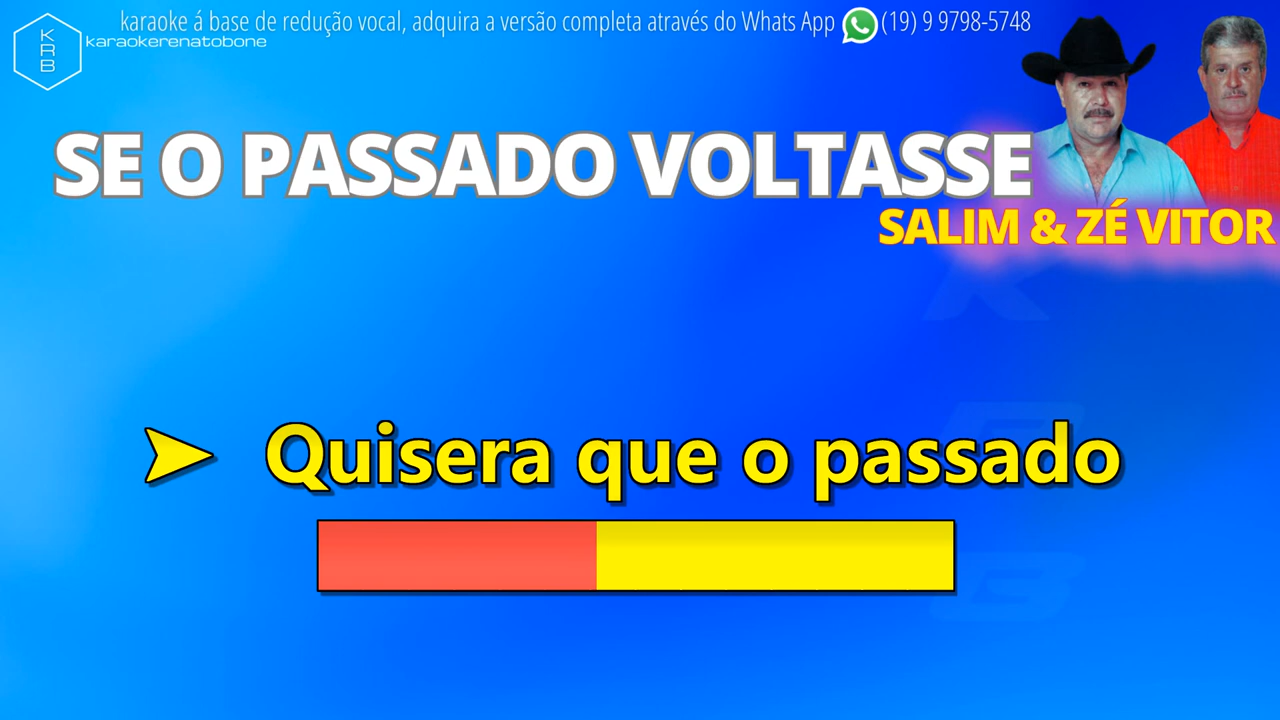 karaoke á base de redução vocal, adquira a versão completa através do Whats App (19) 9 9798-5748
K
R
B
karaokerenatobone
SE O PASSADO VOLTASSE
SALIM & ZÉ VITOR
K
R
B
➤ Quisera que o passado